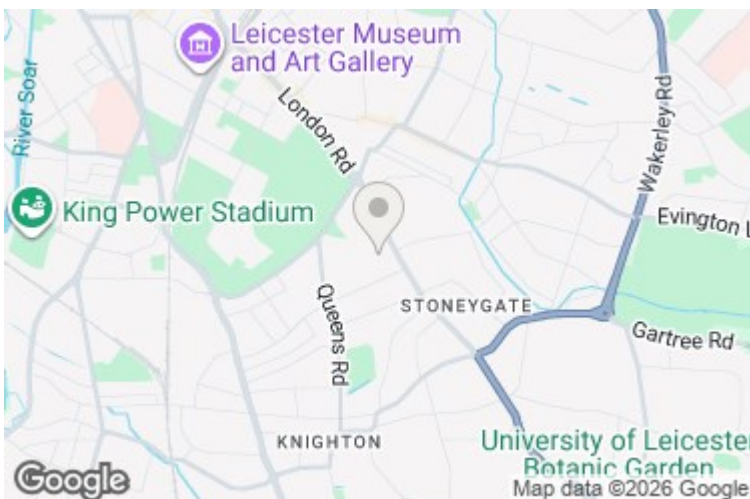 Leicester Museum
and Art Gallery
River Soar
London Rd
Wakerley Rd
King Power Stadium
Evington L
STONEYGATE
Queens Rd
Gartree Rd
KNIGHTON
University of Leicester
Botanic Garden
Google
Map data ©2026 Google